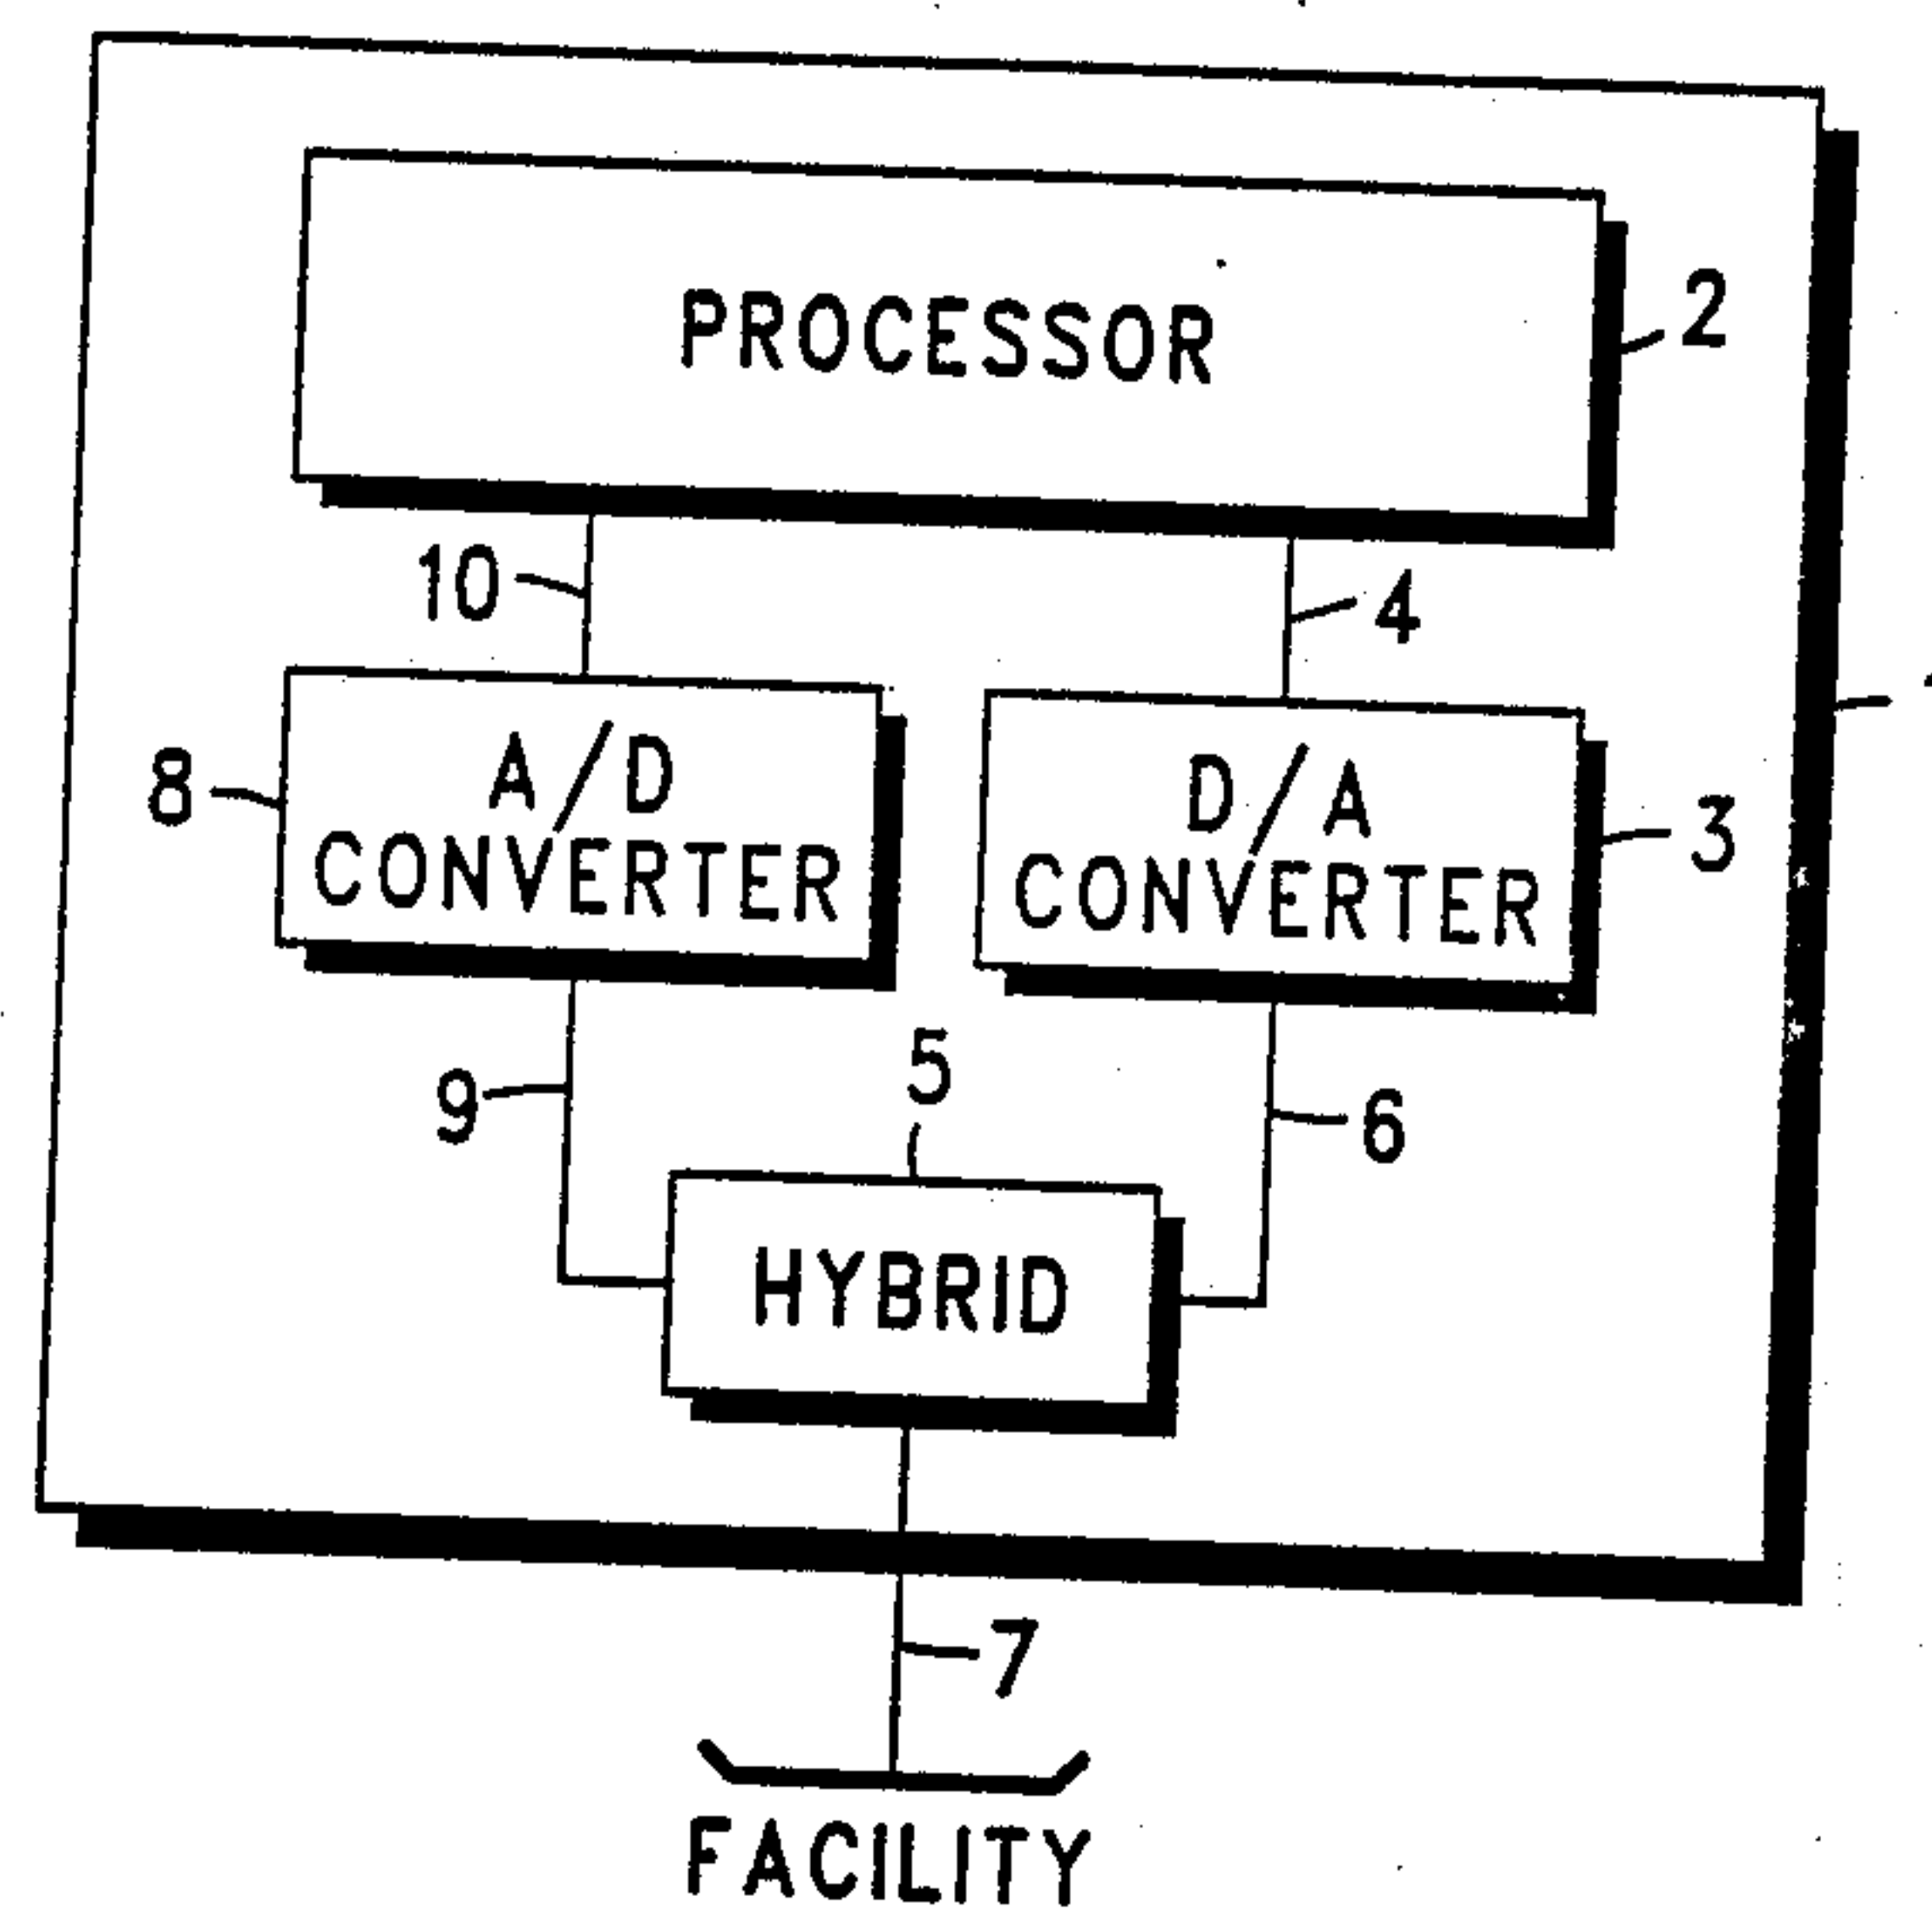 PROCESSOR
2
10
4
A/D
CONVERTER
8
D/A
CONVERTER
3
9
5
6
HYBRID
7
FACILITY